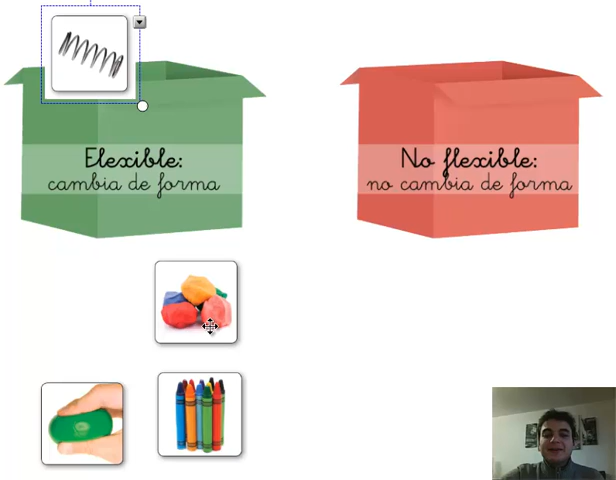 Flexible:
cambia de forma
No flexible:
no cambia de forma